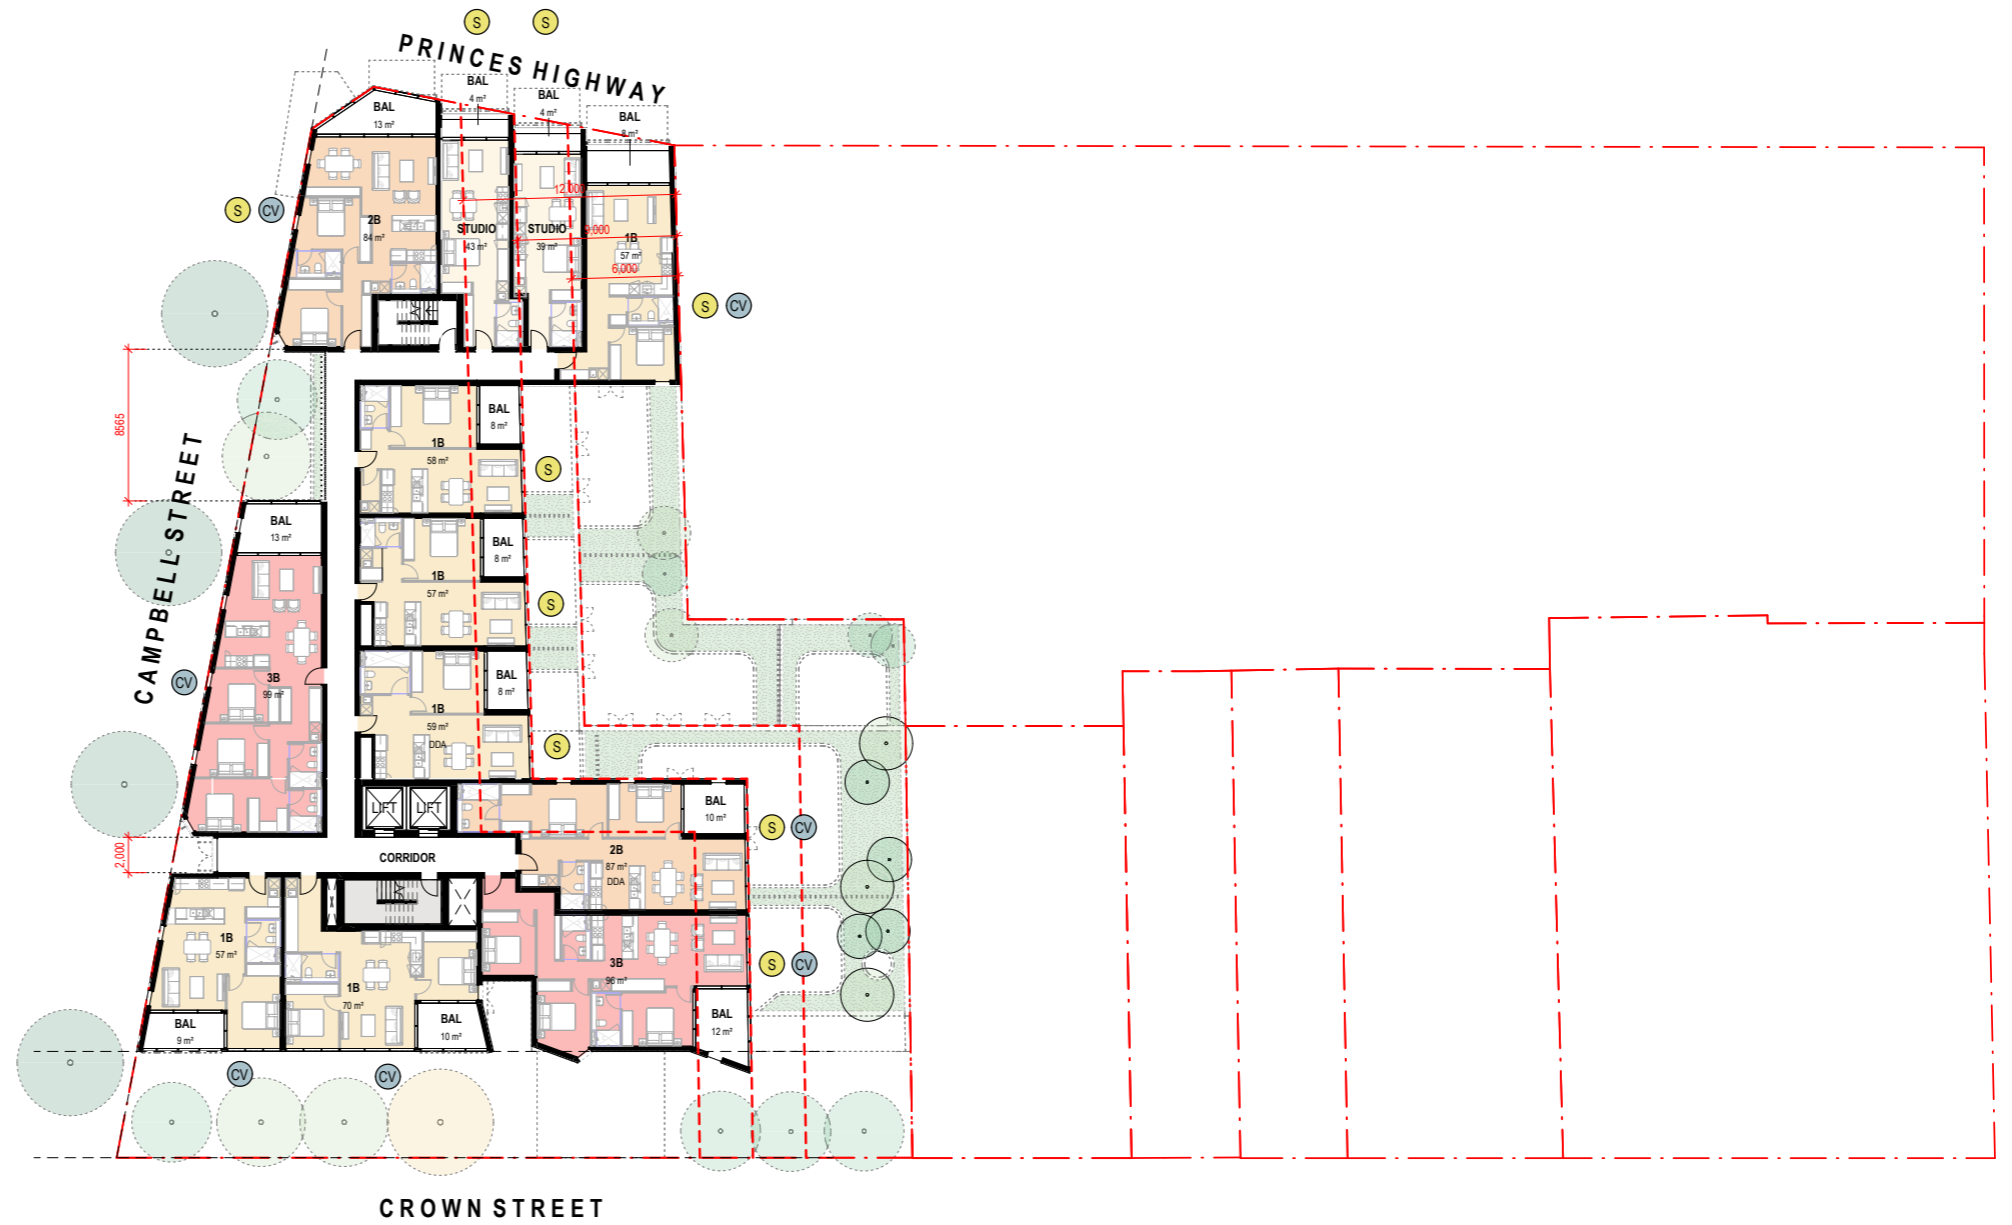 S
S
PRINCES HIGHWAY
BAL
4 m²
BAL
4 m²
BAL
13 m²
BAL
8 m²
12,000
S
CV
2B
84 m²
STUDIO
43 m²
STUDIO
39 m²
9,000
1B
57 m²
6,000
S
CV
8565
BAL
8 m²
1B
58 m²
S
CAMPBELL STREET
BAL
13 m²
BAL
8 m²
1B
57 m²
S
3B
99 m²
CV
BAL
8 m²
1B
59 m²
DDA
S
LIFT
LIFT
BAL
10 m²
S
CV
2,000
CORRIDOR
2B
87 m²
DDA
1B
57 m²
3B
96 m²
S
CV
1B
70 m²
BAL
9 m²
BAL
10 m²
BAL
12 m²
CV
CV
CROWN STREET